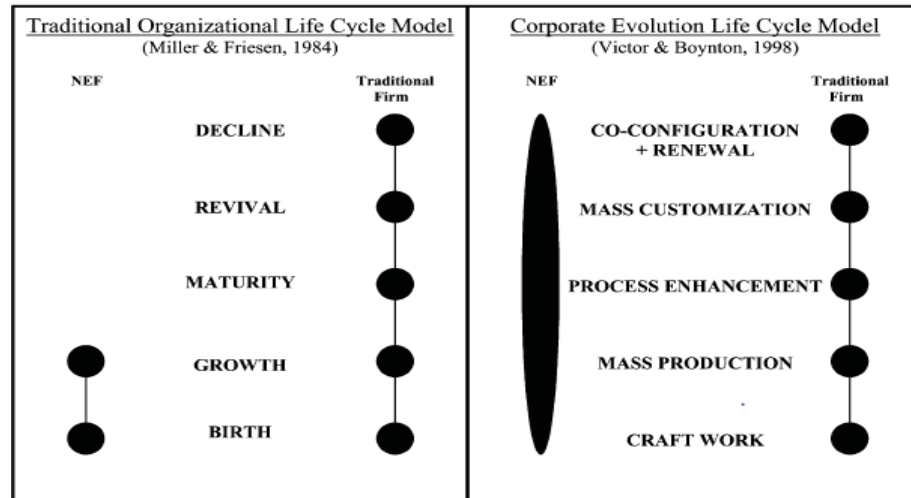 Traditional Organizational Life Cycle Model
(Miller & Friesen, 1984)
NEF
Traditional
Firm
DECLINE
REVIVAL
MATURITY
GROWTH
BIRTH
Corporate Evolution Life Cycle Model
(Victor & Boynton, 1998)
NEF
Traditional
Firm
CO-CONFIGURATION
+ RENEWAL
MASS CUSTOMIZATION
PROCESS ENHANCEMENT
MASS PRODUCTION
CRAFT WORK